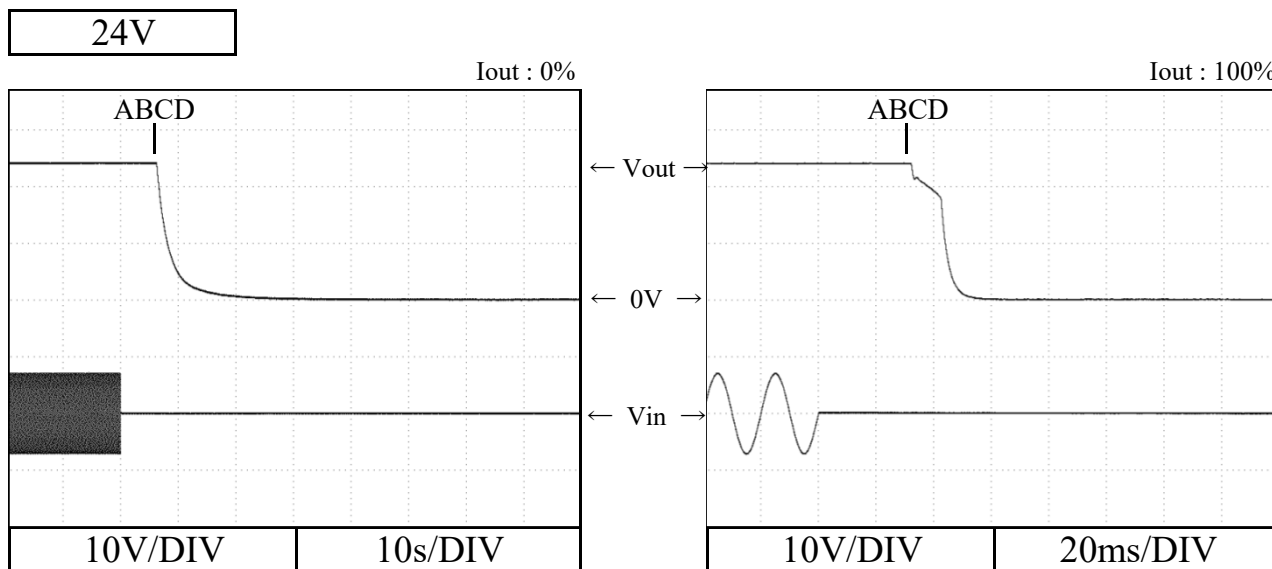 24V
Iout : 0%
Iout : 100%
ABCD
ABCD
← Vout →
← 0V →
← Vin →
10V/DIV
10s/DIV
10V/DIV
20ms/DIV